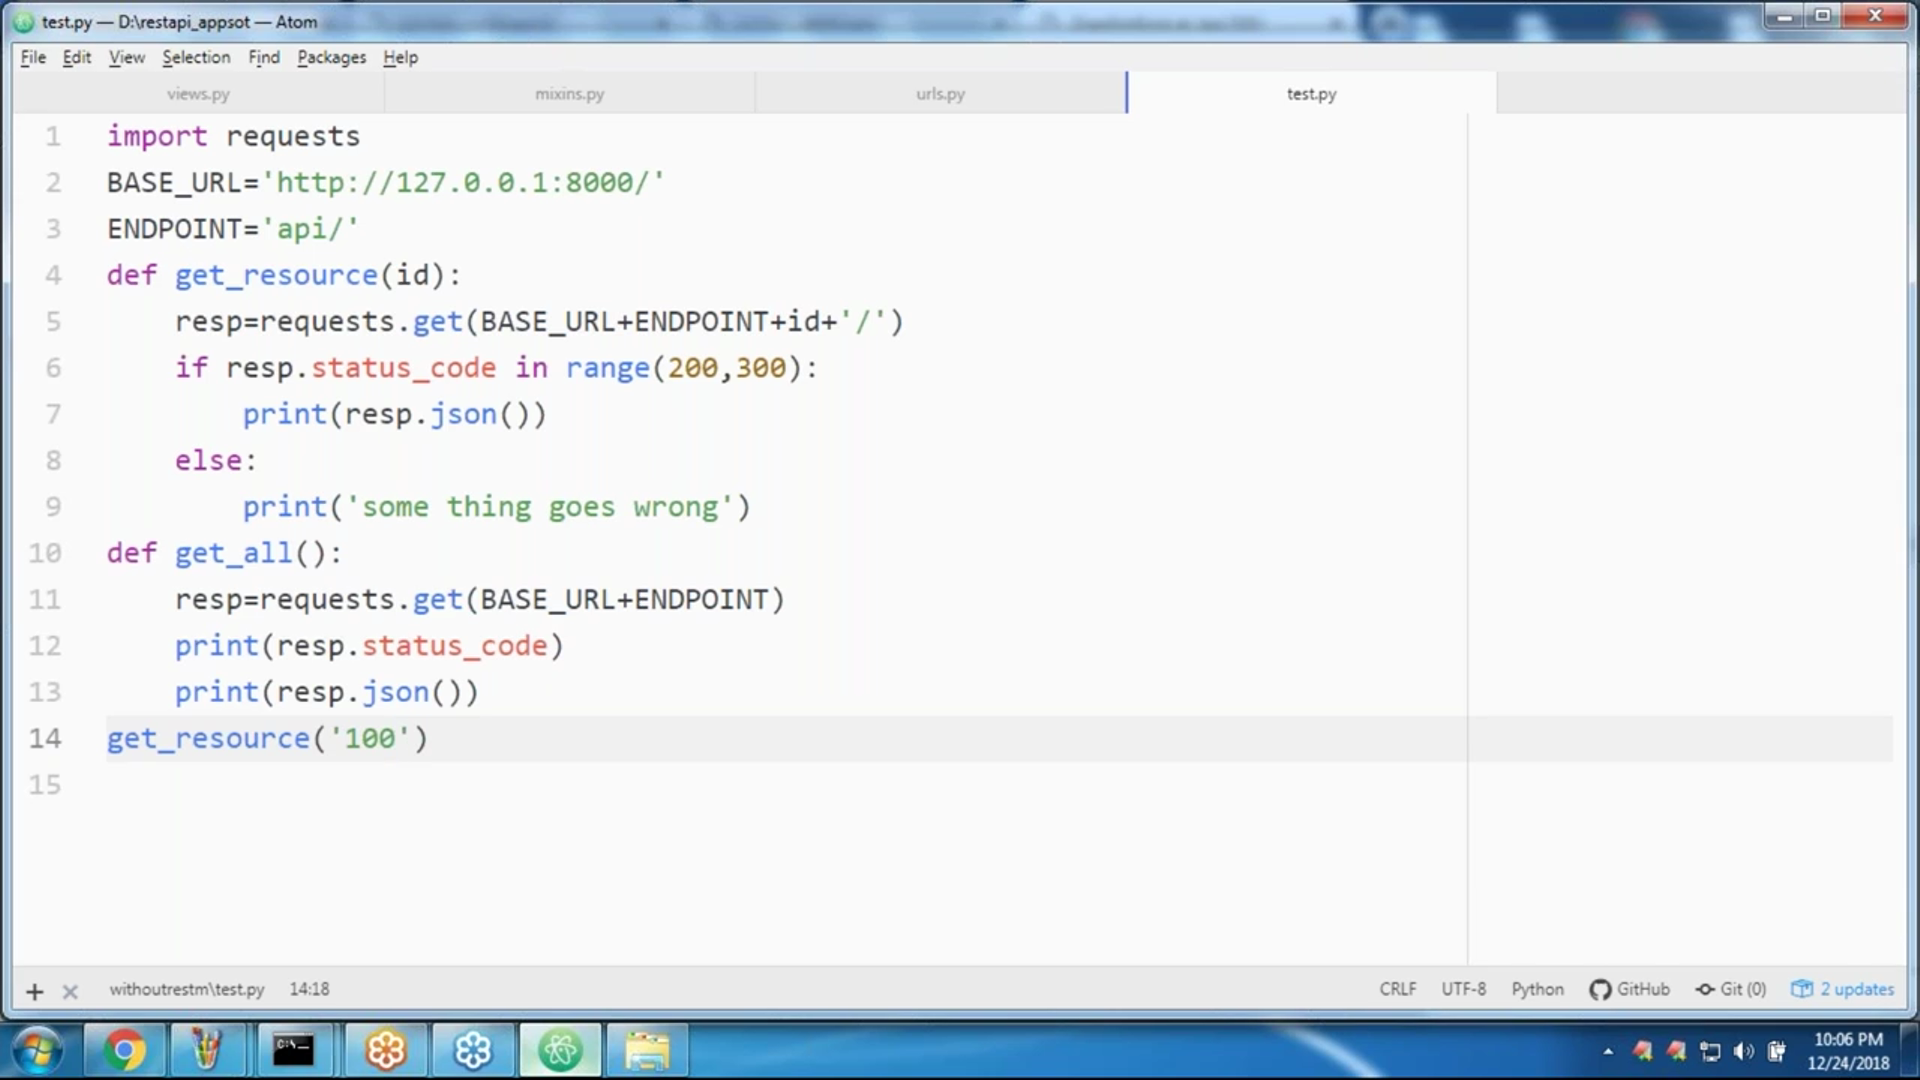 test.py — D:\restapi_appsot — Atom
File Edit View Selection Find Packages Help
views.py mixins.py urls.py test.py
1 import requests
2 BASE_URL='http://127.0.0.1:8000/'
3 ENDPOINT='api/'
4 def get_resource(id):
5 resp=requests.get(BASE_URL+ENDPOINT+id+'/')
6 if resp.status_code in range(200,300):
7 print(resp.json())
8 else:
9 print('some thing goes wrong')
10 def get_all():
11 resp=requests.get(BASE_URL+ENDPOINT)
12 print(resp.status_code)
13 print(resp.json())
14 get_resource('100')
15
withoutrestm\test.py 14:18 CRLF UTF-8 Python GitHub Git (0) 2 updates
C:\_
10:06 PM
12/24/2018